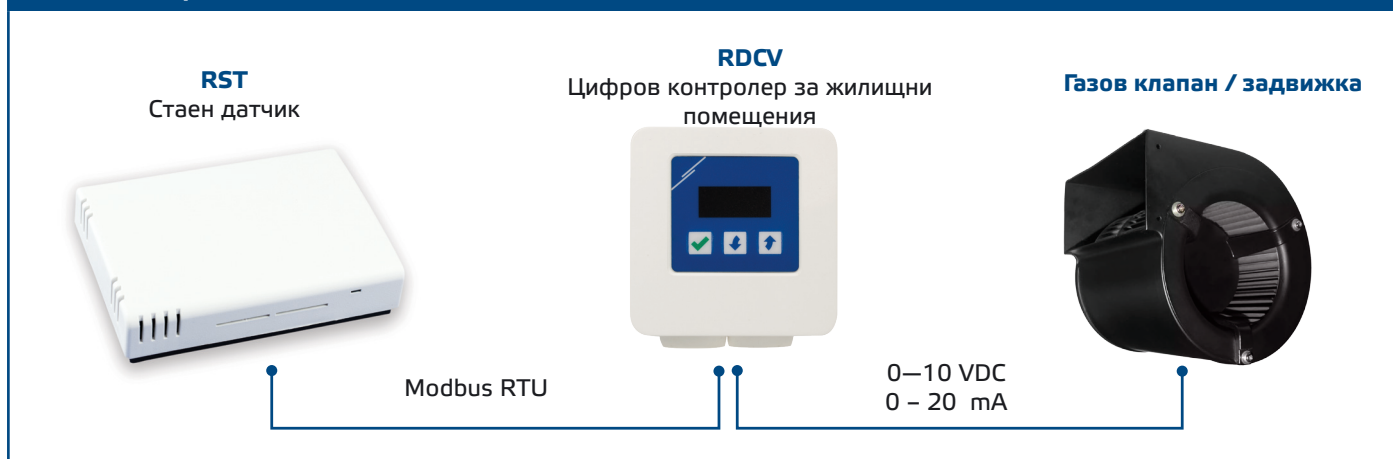 RST
Стаен датчик
RDCV
Цифров контролер за жилищни
помещения
Газов клапан / задвижка
Modbus RTU
0—10 VDC
0 – 20 mA